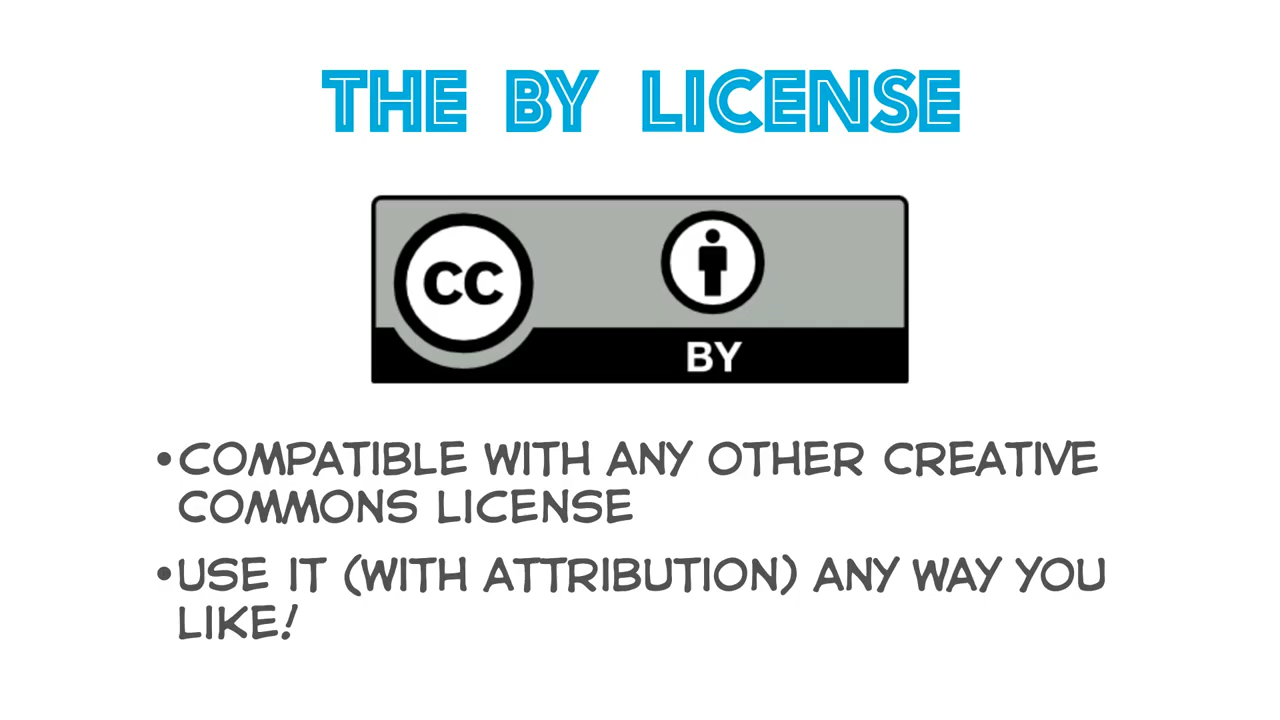 THE BY LICENSE
CC
BY
•COMPATIBLE WITH ANY OTHER CREATIVE
COMMONS LICENSE
•USE IT (WITH ATTRIBUTION) ANY WAY YOU
LIKE!